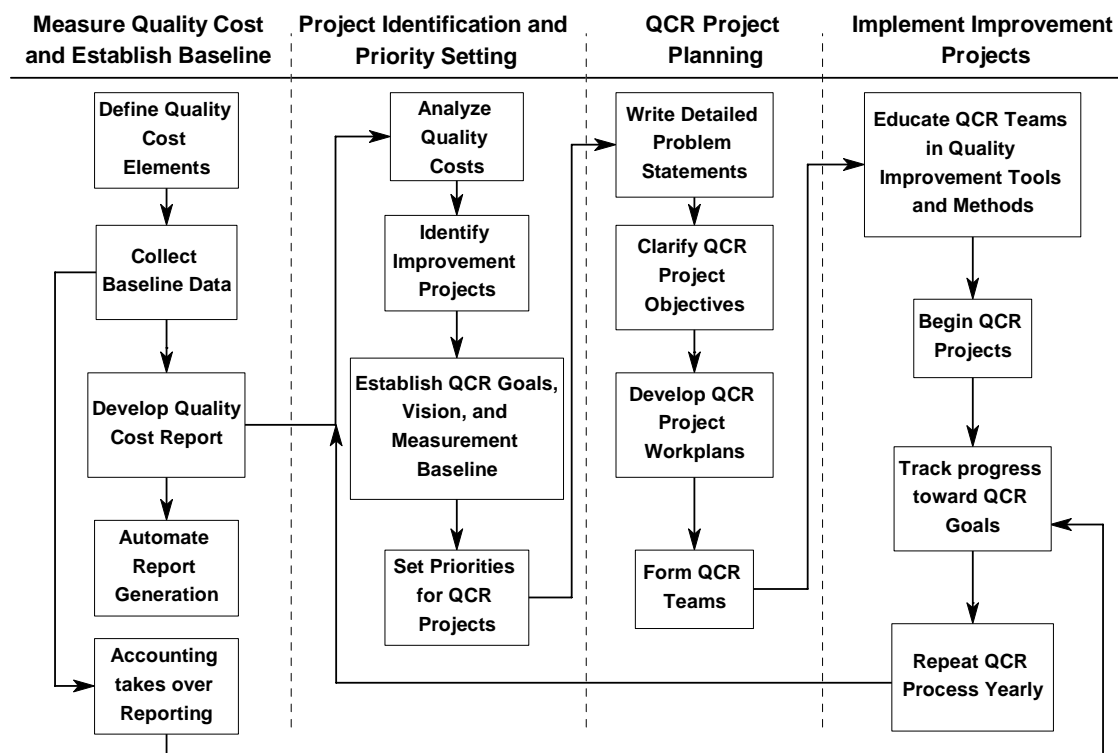 Measure Quality Cost
and Establish Baseline
Project Identification and
Priority Setting
QCR Project
Planning
Implement Improvement
Projects
Define Quality
Cost
Elements
Collect
Baseline Data
Develop Quality
Cost Report
Automate
Report
Generation
Accounting
takes over
Reporting
Analyze
Quality
Costs
Identify
Improvement
Projects
Establish QCR Goals,
Vision, and
Measurement
Baseline
Set Priorities
for QCR
Projects
Write Detailed
Problem
Statements
Clarify QCR
Project
Objectives
Develop QCR
Project
Workplans
Form QCR
Teams
Educate QCR Teams
in Quality
Improvement Tools
and Methods
Begin QCR
Projects
Track progress
toward QCR
Goals
Repeat QCR
Process Yearly